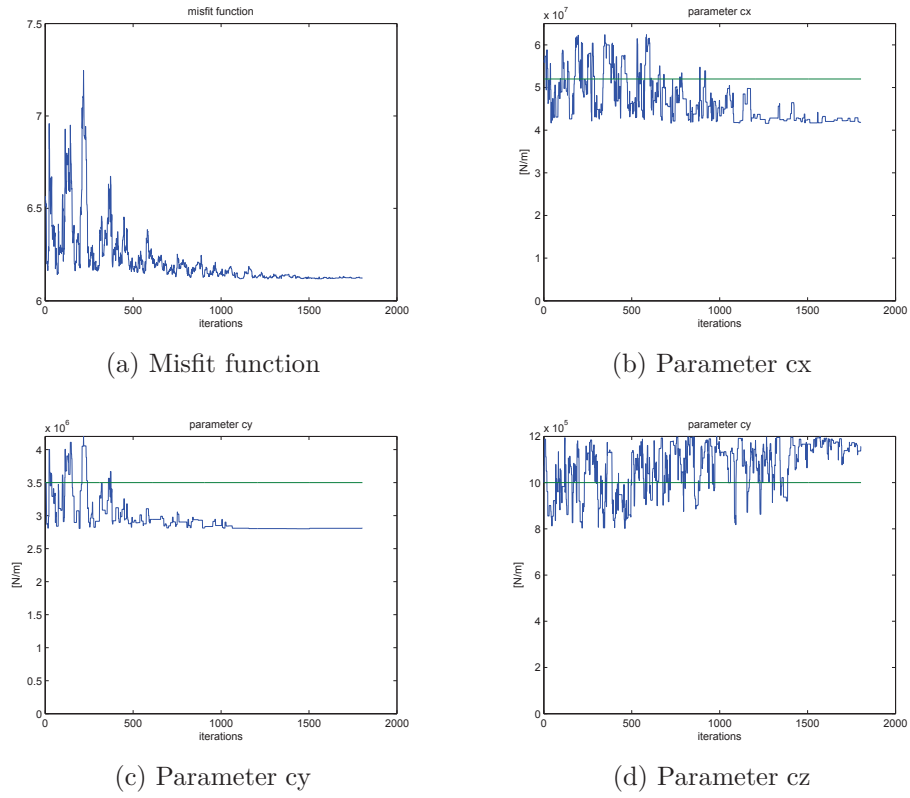 misfit function
7.5
7
6.5
6
0 500 1000 1500 2000
iterations
(a) Misfit function
parameter cx
x 10^7
6
5
4
3
2
1
0
[N/m]
0 500 1000 1500 2000
iterations
(b) Parameter cx
parameter cy
x 10^6
4
3.5
3
2.5
2
1.5
1
0.5
0
[N/m]
0 500 1000 1500 2000
iterations
(c) Parameter cy
parameter cy
x 10^5
12
10
8
6
4
2
0
[N/m]
0 500 1000 1500 2000
iterations
(d) Parameter cz